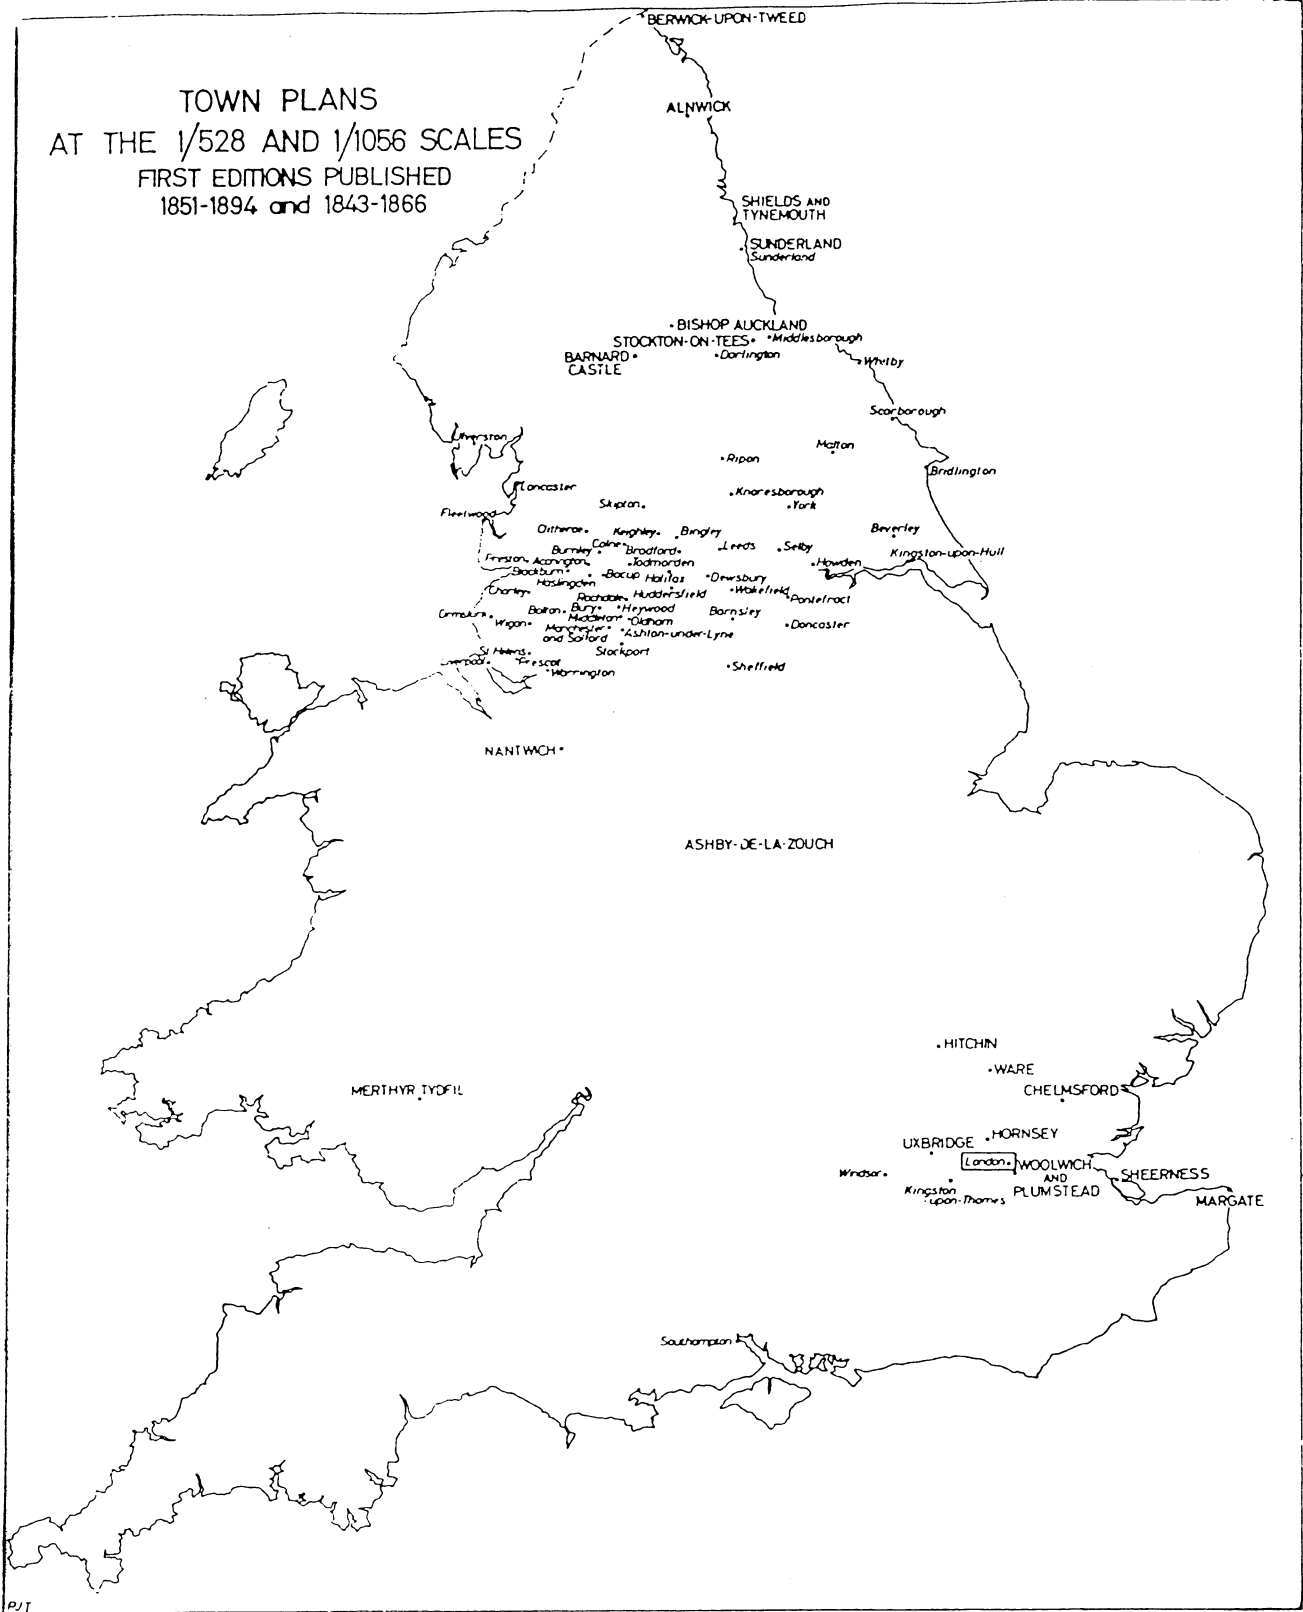 TOWN PLANS
AT THE 1/528 AND 1/1056 SCALES
FIRST EDITIONS PUBLISHED
1851-1894 and 1843-1866
BERWICK-UPON-TWEED
ALNWICK
SHIELDS AND
TYNEMOUTH
SUNDERLAND
Sunderland
BISHOP AUCKLAND
STOCKTON-ON-TEES
Middlesborough
BARNARD
CASTLE
Darlington
Whitby
Scarborough
Ulverston
Malton
Ripon
Bridlington
Lancaster
Knaresborough
Skipton
York
Fleetwood
Clitheroe
Keighley
Bingley
Beverley
Colne
Burnley
Bradford
Leeds
Selby
Kingston-upon-Hull
Preston
Accrington
Todmorden
Howden
Blackburn
Bacup
Halifax
Dewsbury
Haslingden
Chorley
Rochdale
Huddersfield
Wakefield
Pontefract
Ormskirk
Bolton
Bury
Heywood
Barnsley
Wigan
Middleton
Oldham
Doncaster
Manchester
and Salford
Ashton-under-Lyne
St Helens
Stockport
Liverpool
Prescot
Warrington
Sheffield
NANTWICH
ASHBY-DE-LA-ZOUCH
HITCHIN
WARE
MERTHYR TYDFIL
CHELMSFORD
HORNSEY
UXBRIDGE
London
WOOLWICH
AND
PLUMSTEAD
Windsor
SHEERNESS
Kingston
upon-Thames
MARGATE
Southampton
PJT